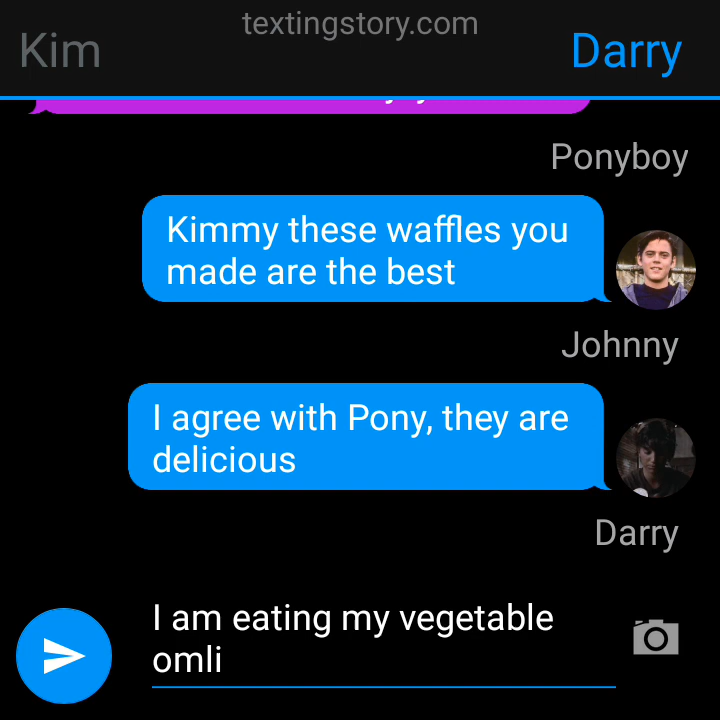 textingstory.com
Kim
Darry
Ponyboy
Kimmy these waffles you
made are the best
Johnny
I agree with Pony, they are
delicious
Darry
I am eating my vegetable
omli